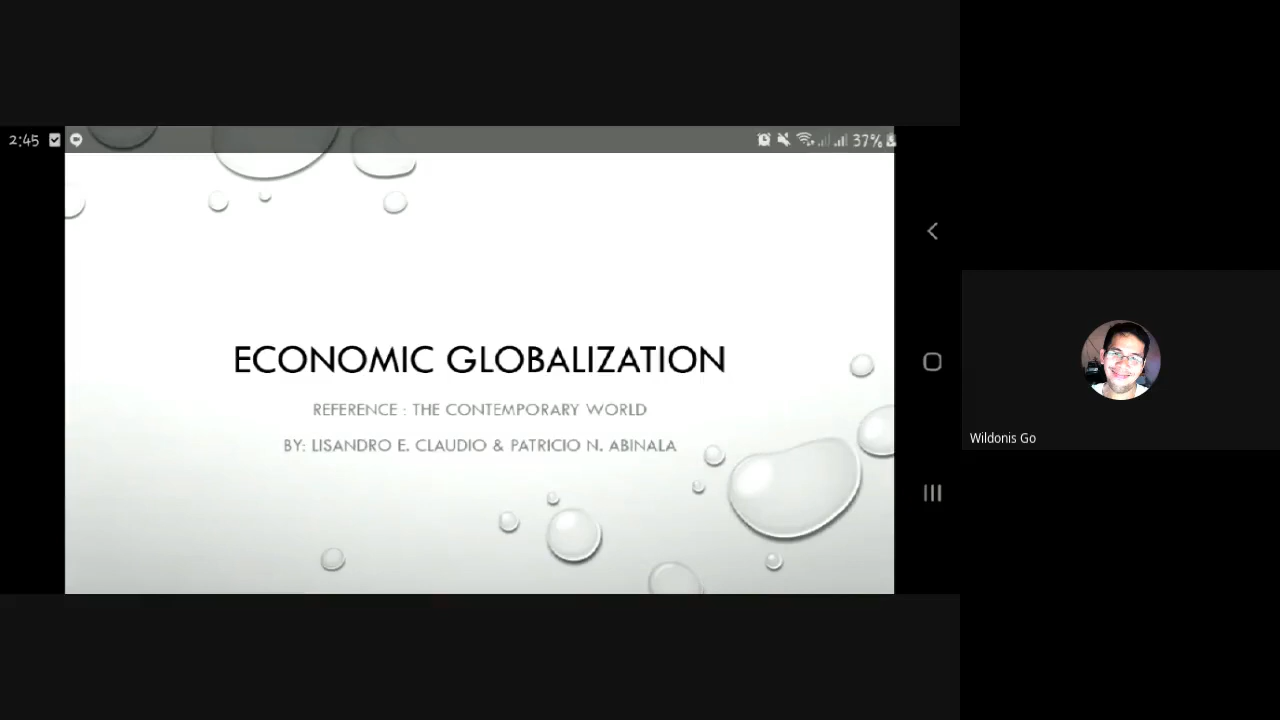 2:45 37%
ECONOMIC GLOBALIZATION
REFERENCE : THE CONTEMPORARY WORLD
BY: LISANDRO E. CLAUDIO & PATRICIO N. ABINALA
Wildonis Go